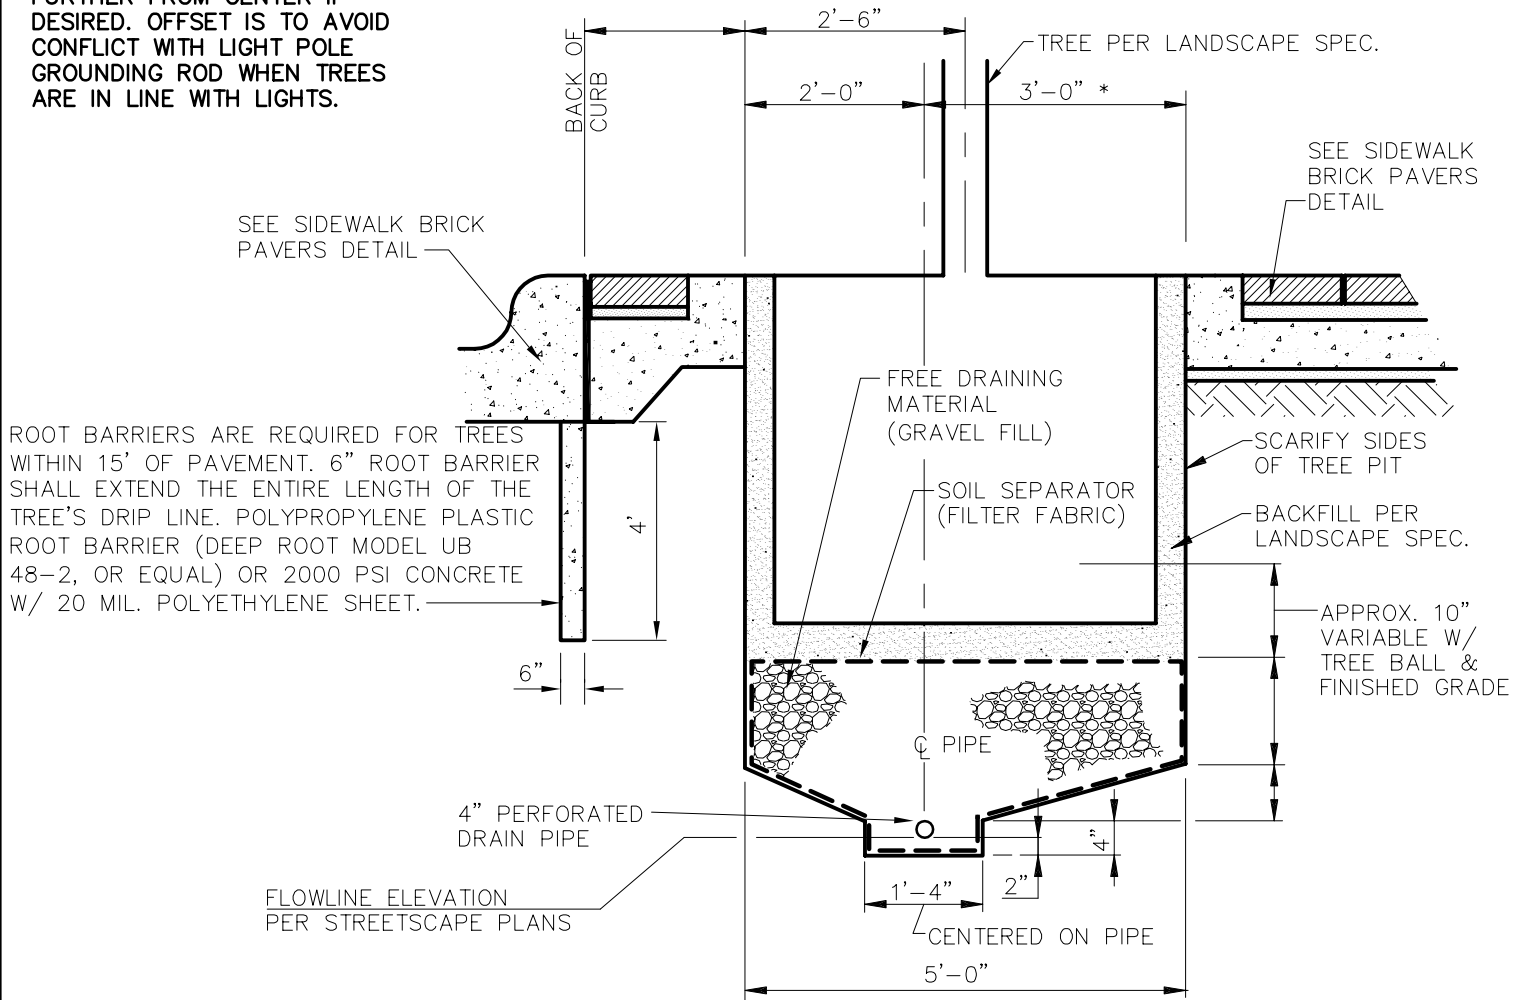 FURTHER FROM CENTER IF
DESIRED. OFFSET IS TO AVOID
CONFLICT WITH LIGHT POLE
GROUNDING ROD WHEN TREES
ARE IN LINE WITH LIGHTS.
BACK OF
CURB
2'-6"
TREE PER LANDSCAPE SPEC.
2'-0"
3'-0" *
SEE SIDEWALK
BRICK PAVERS
DETAIL
SEE SIDEWALK BRICK
PAVERS DETAIL
FREE DRAINING
MATERIAL
(GRAVEL FILL)
ROOT BARRIERS ARE REQUIRED FOR TREES
WITHIN 15' OF PAVEMENT. 6" ROOT BARRIER
SHALL EXTEND THE ENTIRE LENGTH OF THE
TREE'S DRIP LINE. POLYPROPYLENE PLASTIC
ROOT BARRIER (DEEP ROOT MODEL UB
48-2, OR EQUAL) OR 2000 PSI CONCRETE
W/ 20 MIL. POLYETHYLENE SHEET.
4'
SCARIFY SIDES
OF TREE PIT
SOIL SEPARATOR
(FILTER FABRIC)
BACKFILL PER
LANDSCAPE SPEC.
APPROX. 10"
VARIABLE W/
TREE BALL &
FINISHED GRADE
6"
℄ PIPE
4" PERFORATED
DRAIN PIPE
4"
2"
1'-4"
FLOWLINE ELEVATION
PER STREETSCAPE PLANS
CENTERED ON PIPE
5'-0"